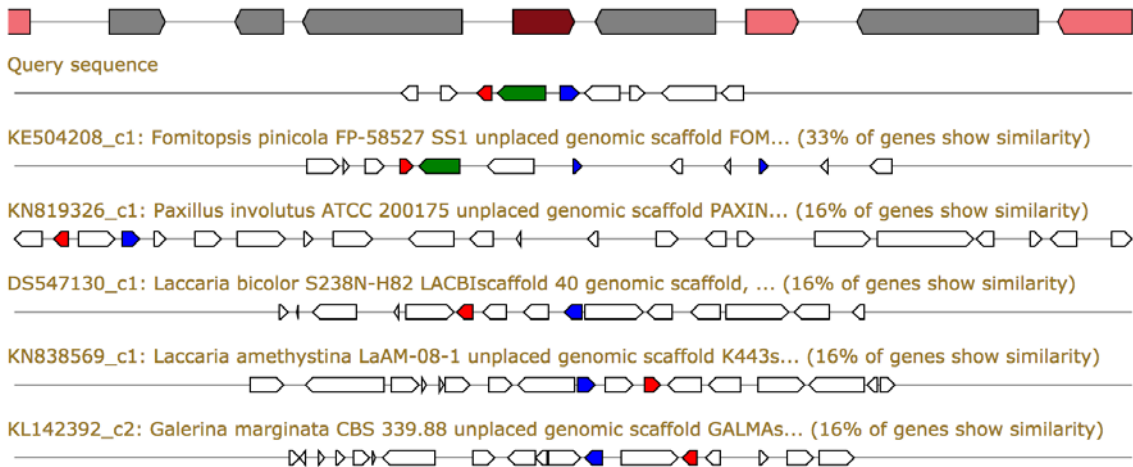 Query sequence
KE504208_c1: Fomitopsis pinicola FP-58527 SS1 unplaced genomic scaffold FOM... (33% of genes show similarity)
KN819326_c1: Paxillus involutus ATCC 200175 unplaced genomic scaffold PAXIN... (16% of genes show similarity)
DS547130_c1: Laccaria bicolor S238N-H82 LACBIscaffold 40 genomic scaffold, ... (16% of genes show similarity)
KN838569_c1: Laccaria amethystina LaAM-08-1 unplaced genomic scaffold K443s... (16% of genes show similarity)
KL142392_c2: Galerina marginata CBS 339.88 unplaced genomic scaffold GALMAs... (16% of genes show similarity)